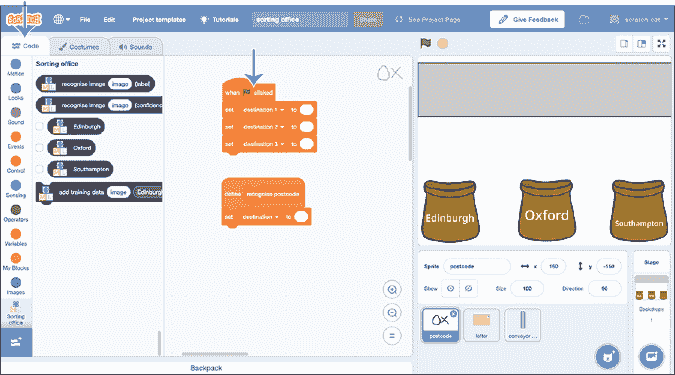 SCRATCH File Edit Project templates Tutorials sorting office Share See Project Page Give Feedback scratch cat
Code Costumes Sounds
Motion
Looks
Sound
Events
Control
Sensing
Operators
Variables
My Blocks
Images
Sorting office
Sorting office
recognise image image (label)
recognise image image (confidence
Edinburgh
Oxford
Southampton
add training data image Edinburg
when clicked
set destination 1 to
set destination 2 to
set destination 3 to
define recognise postcode
set destination to
OX
Backpack
Edinburgh
Oxford
Southampton
Sprite postcode x 150 y -150
Show Size 100 Direction 90
OX
postcode
letter
conveyor ...
Stage
Backdrops
1